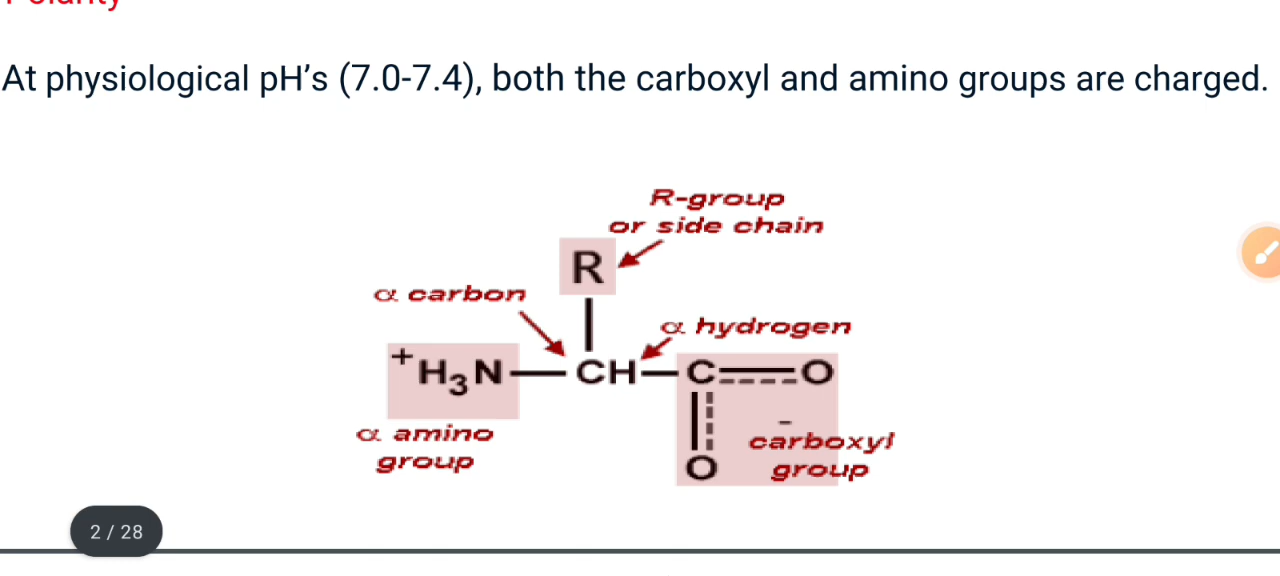 Polarity
At physiological pH's (7.0-7.4), both the carboxyl and amino groups are charged.
R-group
or side chain
R
α carbon
α hydrogen
+H3N—CH—C=O
O
-
α amino
group
carboxyl
group
2 / 28